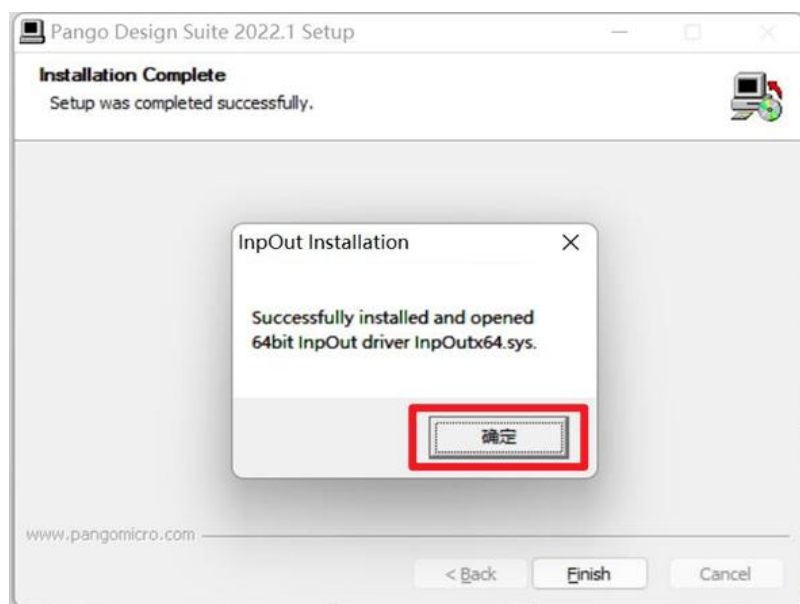 Pango Design Suite 2022.1 Setup
Installation Complete
Setup was completed successfully.
InpOut Installation
Successfully installed and opened
64bit InpOut driver InpOutx64.sys.
确定
www.pangomicro.com
< Back Finish Cancel